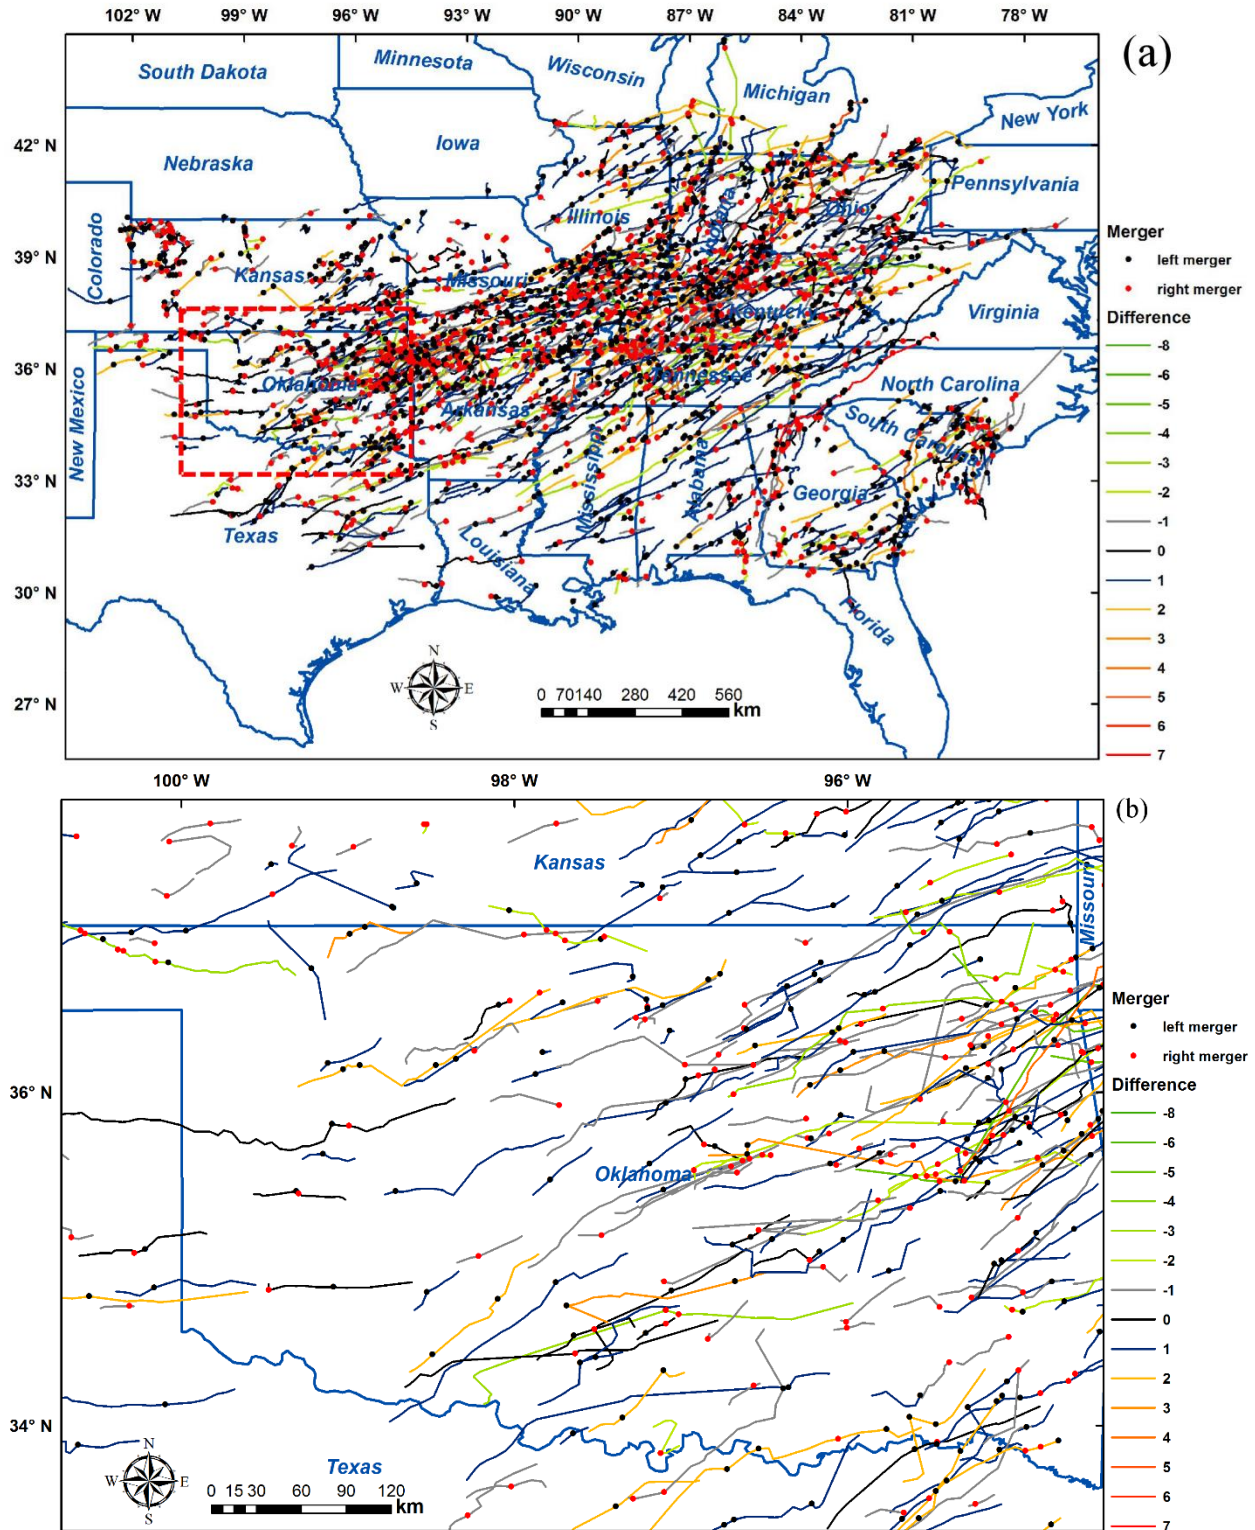 102° W 99° W 96° W 93° W 90° W 87° W 84° W 81° W 78° W
(a)
42° N
39° N
36° N
33° N
30° N
27° N
South Dakota
Minnesota
Wisconsin
Michigan
New York
Nebraska
Iowa
Pennsylvania
Colorado
Illinois
Indiana
Ohio
Kansas
Missouri
Kentucky
Virginia
New Mexico
Oklahoma
Arkansas
Tennessee
North Carolina
South Carolina
Mississippi
Alabama
Georgia
Texas
Louisiana
Florida
N
W E
S
0 70 140 280 420 560
km
Merger
left merger
right merger
Difference
-8
-6
-5
-4
-3
-2
-1
0
1
2
3
4
5
6
7
100° W 98° W 96° W
(b)
36° N
34° N
Kansas
Missouri
Oklahoma
Texas
N
W E
S
0 15 30 60 90 120
km
Merger
left merger
right merger
Difference
-8
-6
-5
-4
-3
-2
-1
0
1
2
3
4
5
6
7